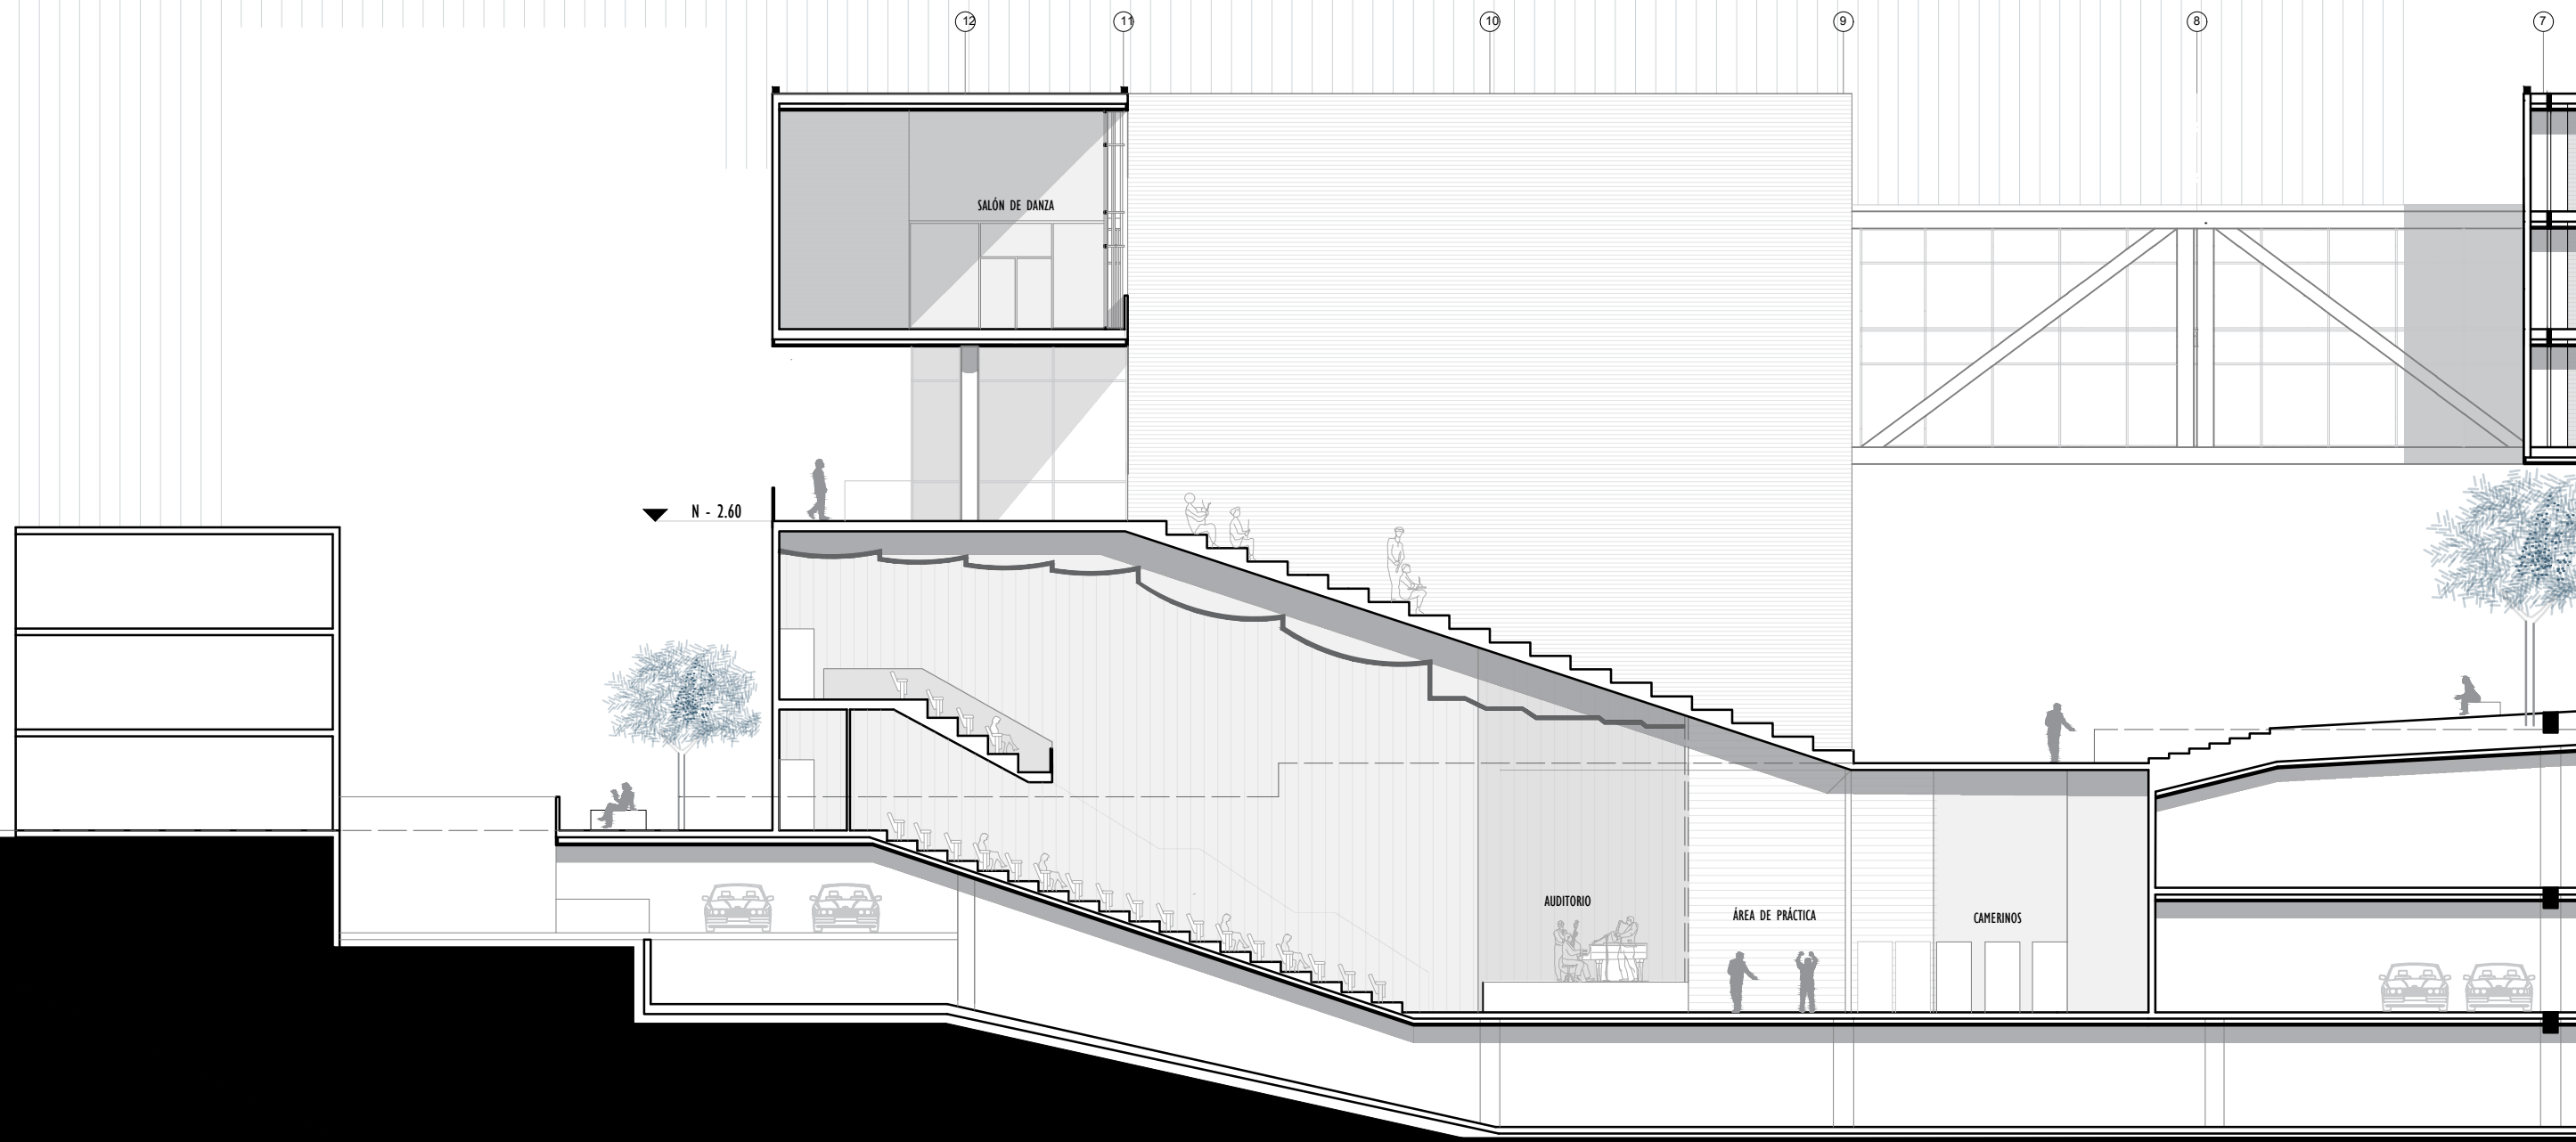 12
11
10
9
8
7
SALÓN DE DANZA
N - 2.60
AUDITORIO
ÁREA DE PRÁCTICA
CAMERINOS